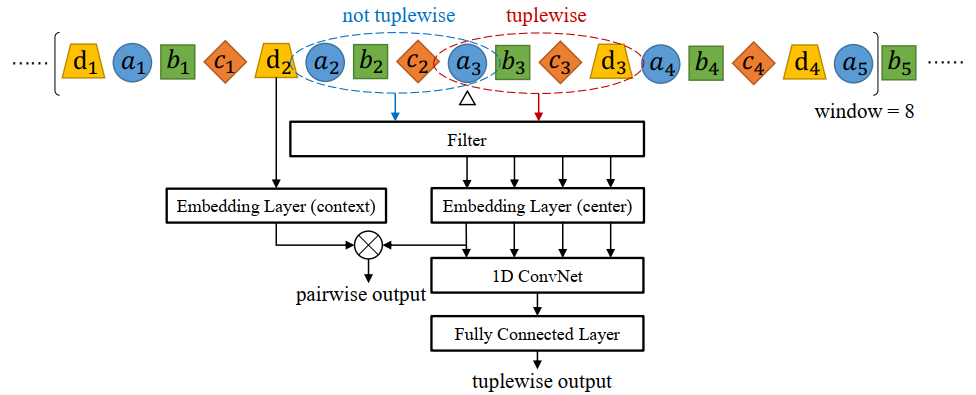 not tuplewise tuplewise
...... d1 a1 b1 c1 d2 a2 b2 c2 a3 b3 c3 d3 a4 b4 c4 d4 a5 b5 ......
window = 8
Filter
Embedding Layer (context) Embedding Layer (center)
1D ConvNet
pairwise output
Fully Connected Layer
tuplewise output